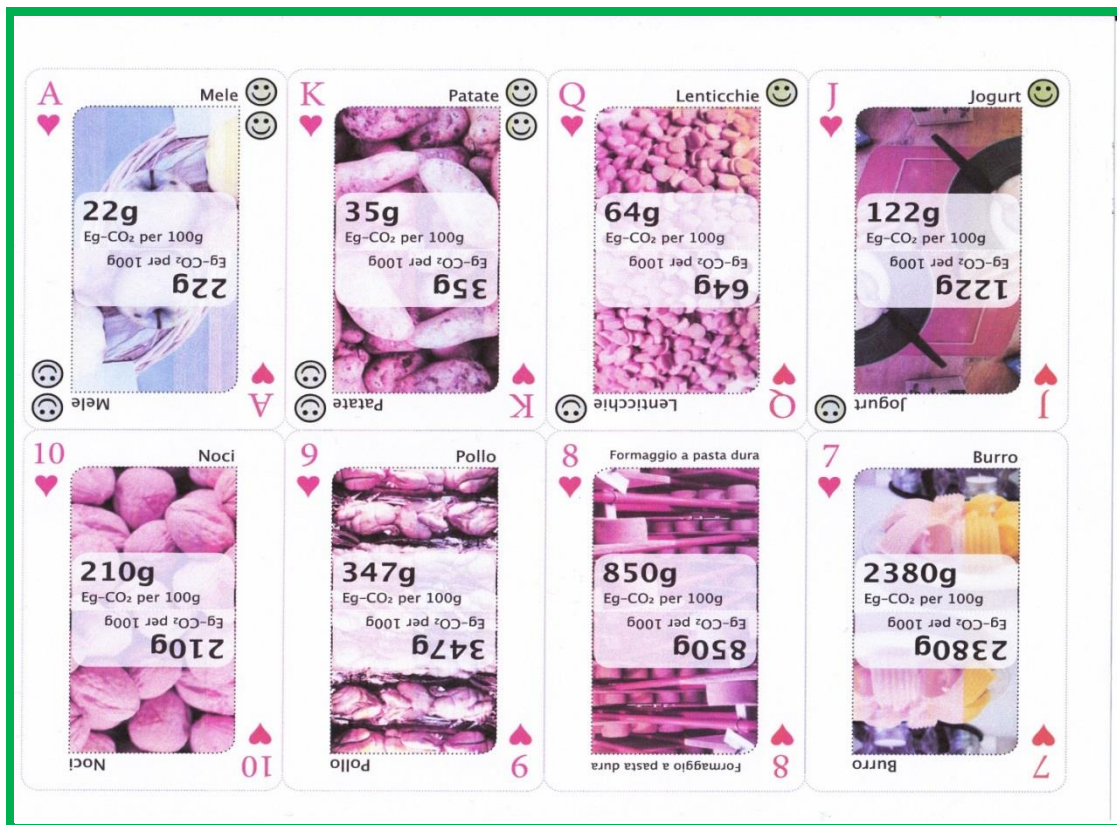 A
Mele
22g
Eg-CO₂ per 100g
Eg-CO₂ per 100g
22g
Mele
A
K
Patate
35g
Eg-CO₂ per 100g
Eg-CO₂ per 100g
35g
Patate
K
Q
Lenticchie
64g
Eg-CO₂ per 100g
Eg-CO₂ per 100g
64g
Lenticchie
Q
J
Jogurt
122g
Eg-CO₂ per 100g
Eg-CO₂ per 100g
122g
Jogurt
J
10
Noci
210g
Eg-CO₂ per 100g
Eg-CO₂ per 100g
210g
Noci
10
9
Pollo
347g
Eg-CO₂ per 100g
Eg-CO₂ per 100g
347g
Pollo
9
8
Formaggio a pasta dura
850g
Eg-CO₂ per 100g
Eg-CO₂ per 100g
850g
Formaggio a pasta dura
8
7
Burro
2380g
Eg-CO₂ per 100g
Eg-CO₂ per 100g
2380g
Burro
7